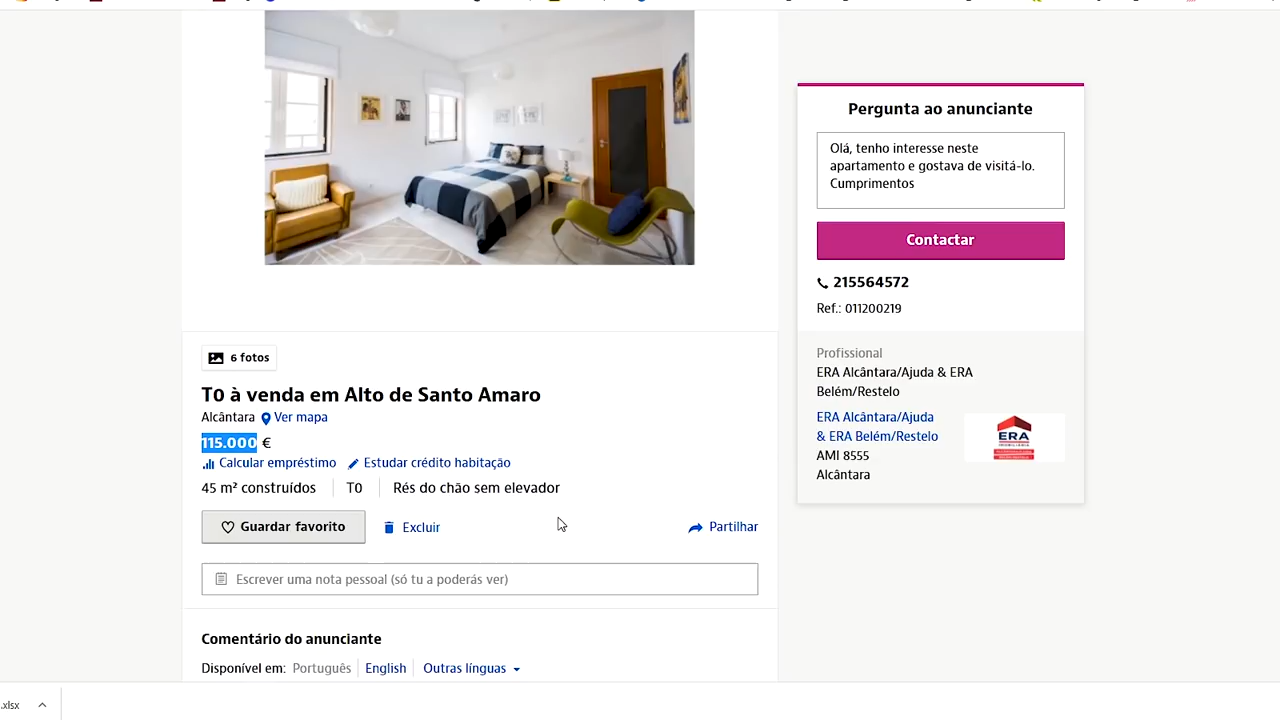 6 fotos
T0 à venda em Alto de Santo Amaro
Alcântara Ver mapa
115.000 €
Calcular empréstimo Estudar crédito habitação
45 m² construídos T0 Rés do chão sem elevador
Guardar favorito Excluir Partilhar
Escrever uma nota pessoal (só tu a poderás ver)
Comentário do anunciante
Disponível em: Português English Outras línguas
Pergunta ao anunciante
Olá, tenho interesse neste
apartamento e gostava de visitá-lo.
Cumprimentos
Contactar
215564572
Ref.: 011200219
Profissional
ERA Alcântara/Ajuda & ERA
Belém/Restelo
ERA Alcântara/Ajuda
& ERA Belém/Restelo
AMI 8555
Alcântara
ERA
.xlsx